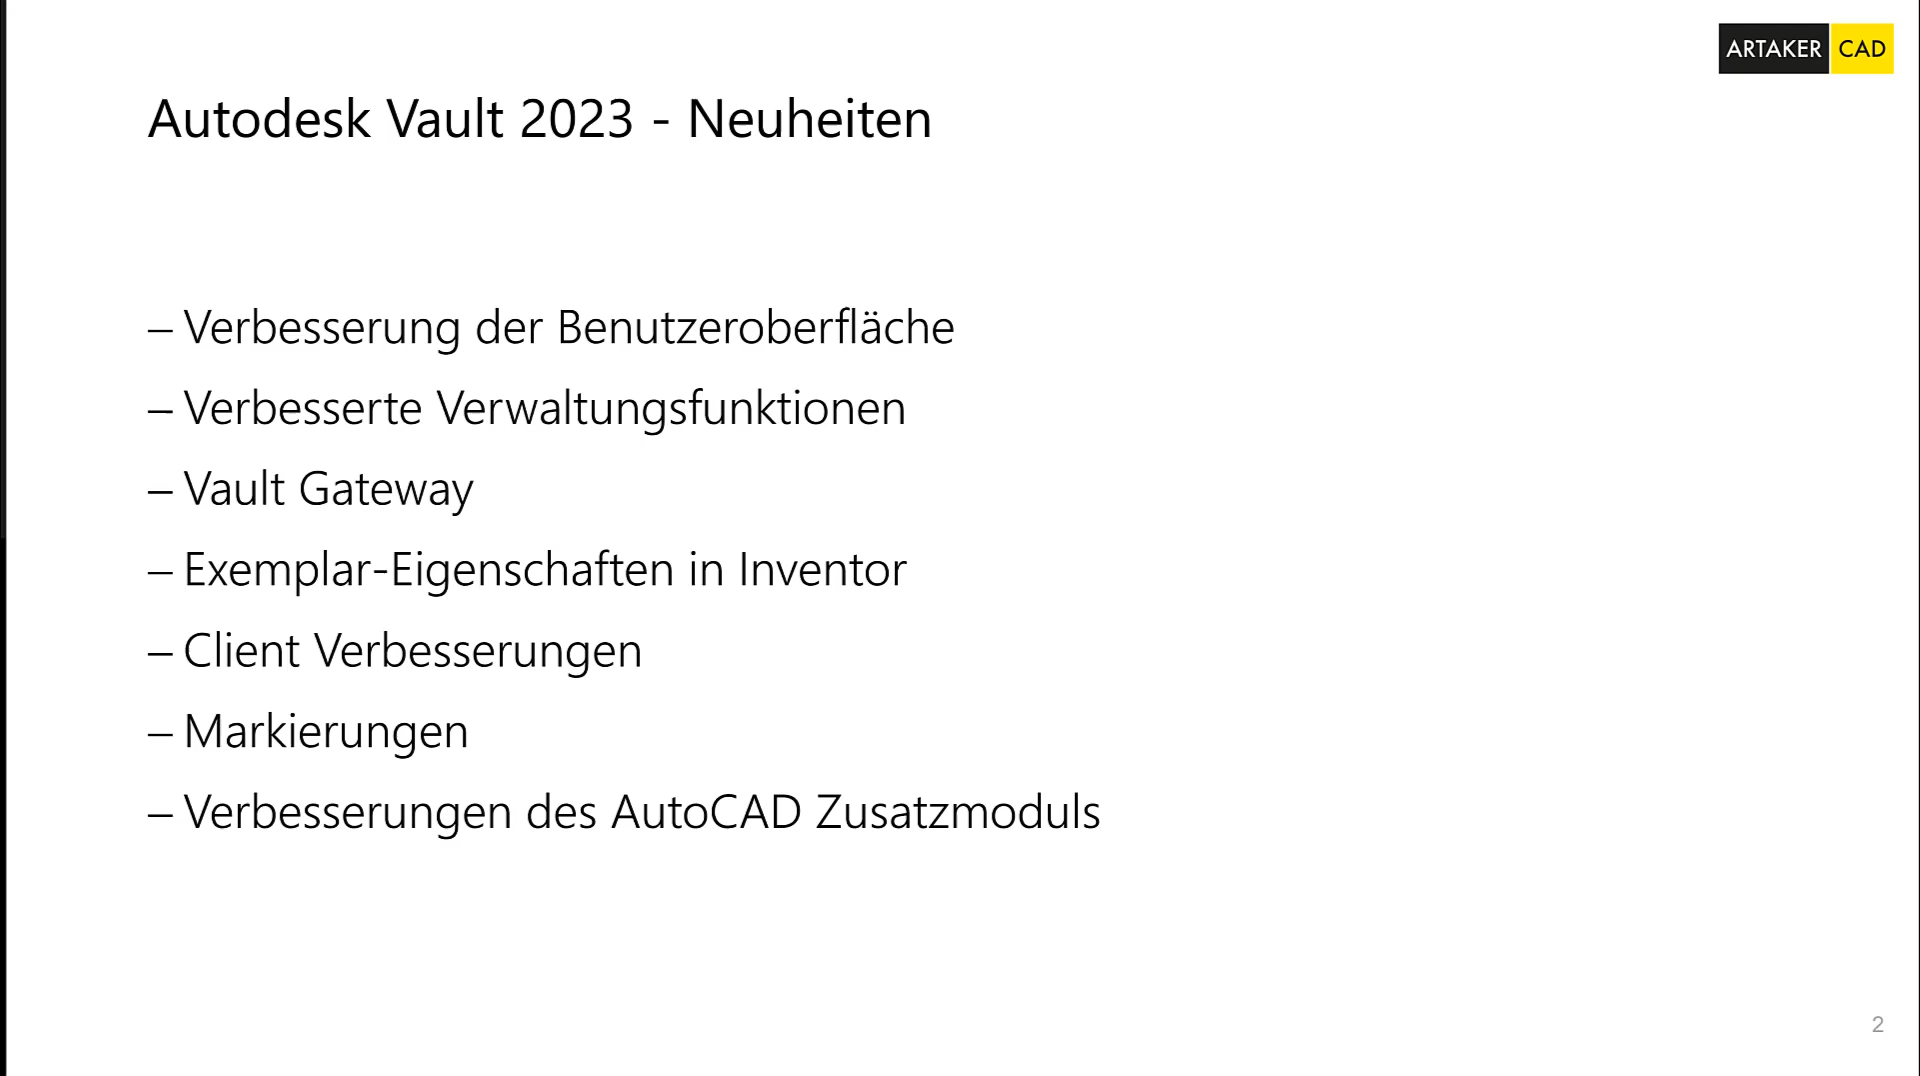 ARTAKER CAD
Autodesk Vault 2023 - Neuheiten
– Verbesserung der Benutzeroberfläche
– Verbesserte Verwaltungsfunktionen
– Vault Gateway
– Exemplar-Eigenschaften in Inventor
– Client Verbesserungen
– Markierungen
– Verbesserungen des AutoCAD Zusatzmoduls
2